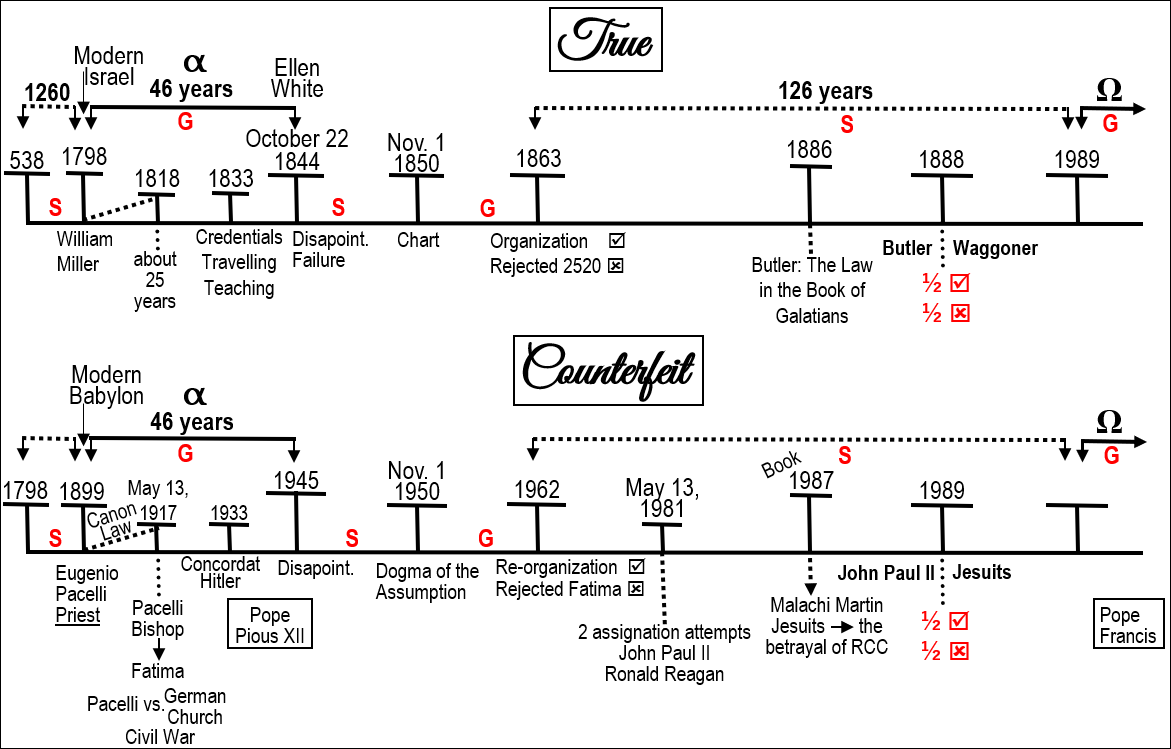 True
Modern
Israel
α
1260
46 years
G
Ellen
White
126 years
S
Ω
G
538
1798
1818
1833
October 22
1844
Nov. 1
1850
1863
1886
1888
1989
S
S
G
William
Miller
about
25
years
Credentials
Travelling
Teaching
Disapoint.
Failure
Chart
Organization ☑
Rejected 2520 ☒
Butler: The Law
in the Book of
Galatians
Butler Waggoner
½ ☑
½ ☒
Counterfeit
Modern
Babylon
α
46 years
G
S
Ω
G
1798
1899
May 13,
1917
Canon
Law
1933
1945
Nov. 1
1950
1962
May 13,
1981
Book
1987
1989
S
S
G
Eugenio
Pacelli
Priest
Pacelli
Bishop
Fatima
Pacelli vs. German
Church
Civil War
Concordat
Hitler
Pope
Pious XII
Disapoint.
Dogma of the
Assumption
Re-organization ☑
Rejected Fatima ☒
2 assignation attempts
John Paul II
Ronald Reagan
Malachi Martin
Jesuits → the
betrayal of RCC
John Paul II Jesuits
½ ☑
½ ☒
Pope
Francis